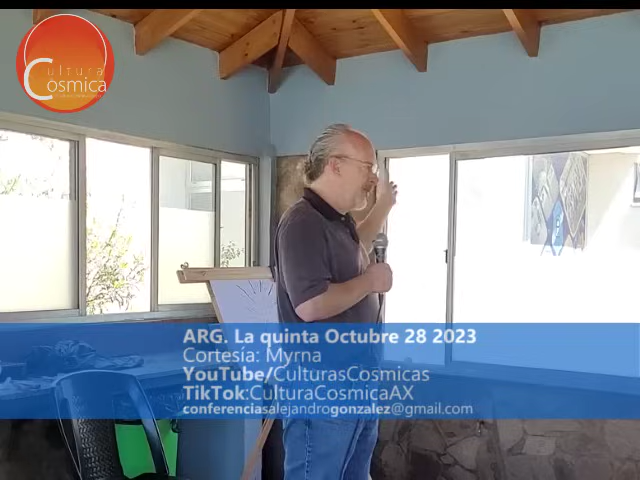 Cultura
Cosmica
ARG. La quinta Octubre 28 2023
Cortesía: Myrna
YouTube/CulturasCosmicas
TikTok:CulturaCosmicaAX
conferenciasalejandrogonzalez@gmail.com